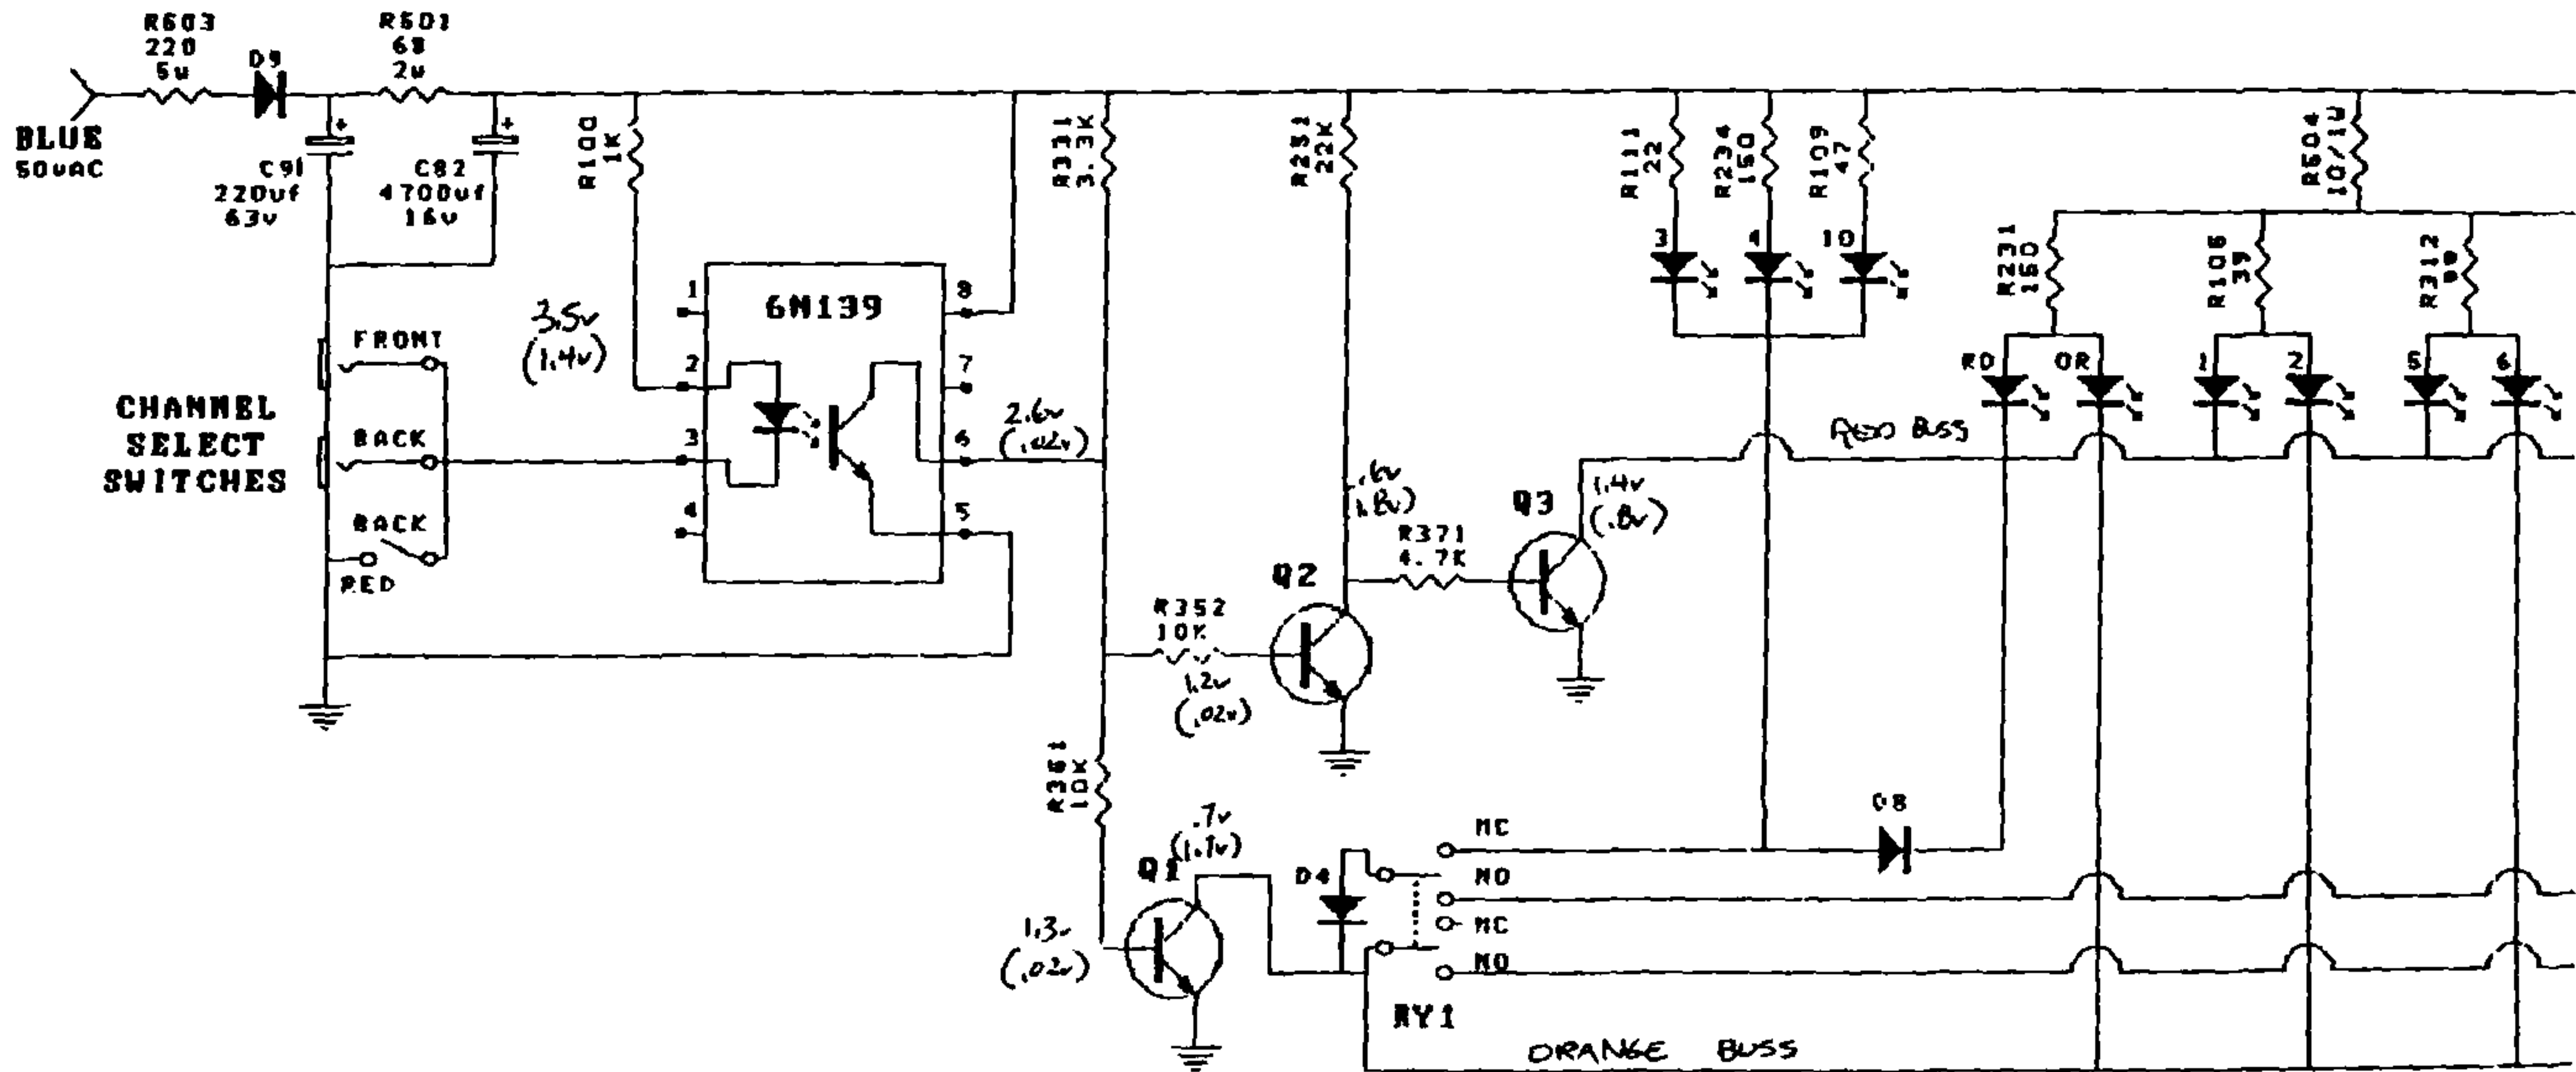 R603
220
5w
D9
R601
68
2w
BLUE
50vAC
C91
220uf
63v
C82
4700uf
16v
R100
1K
R331
3.3K
R251
22K
R111
22
R234
150
R109
47
R604
10/1W
3
4
10
R231
150
R106
39
R312
RD
OR
1
2
5
6
FRONT
BACK
BACK
RED
CHANNEL
SELECT
SWITCHES
3.5v
(1.4v)
6N139
1
2
3
4
8
7
6
5
2.6v
(.02v)
RED BUSS
.6v
1.8v)
R371
4.7K
Q3
1.4v
(.8v)
Q2
R352
10K
1.2v
(.02v)
R361
10K
.7v
(1.7v)
Q1
1.3v
(.02v)
D4
NC
NO
NC
NO
RY1
D8
ORANGE BUSS